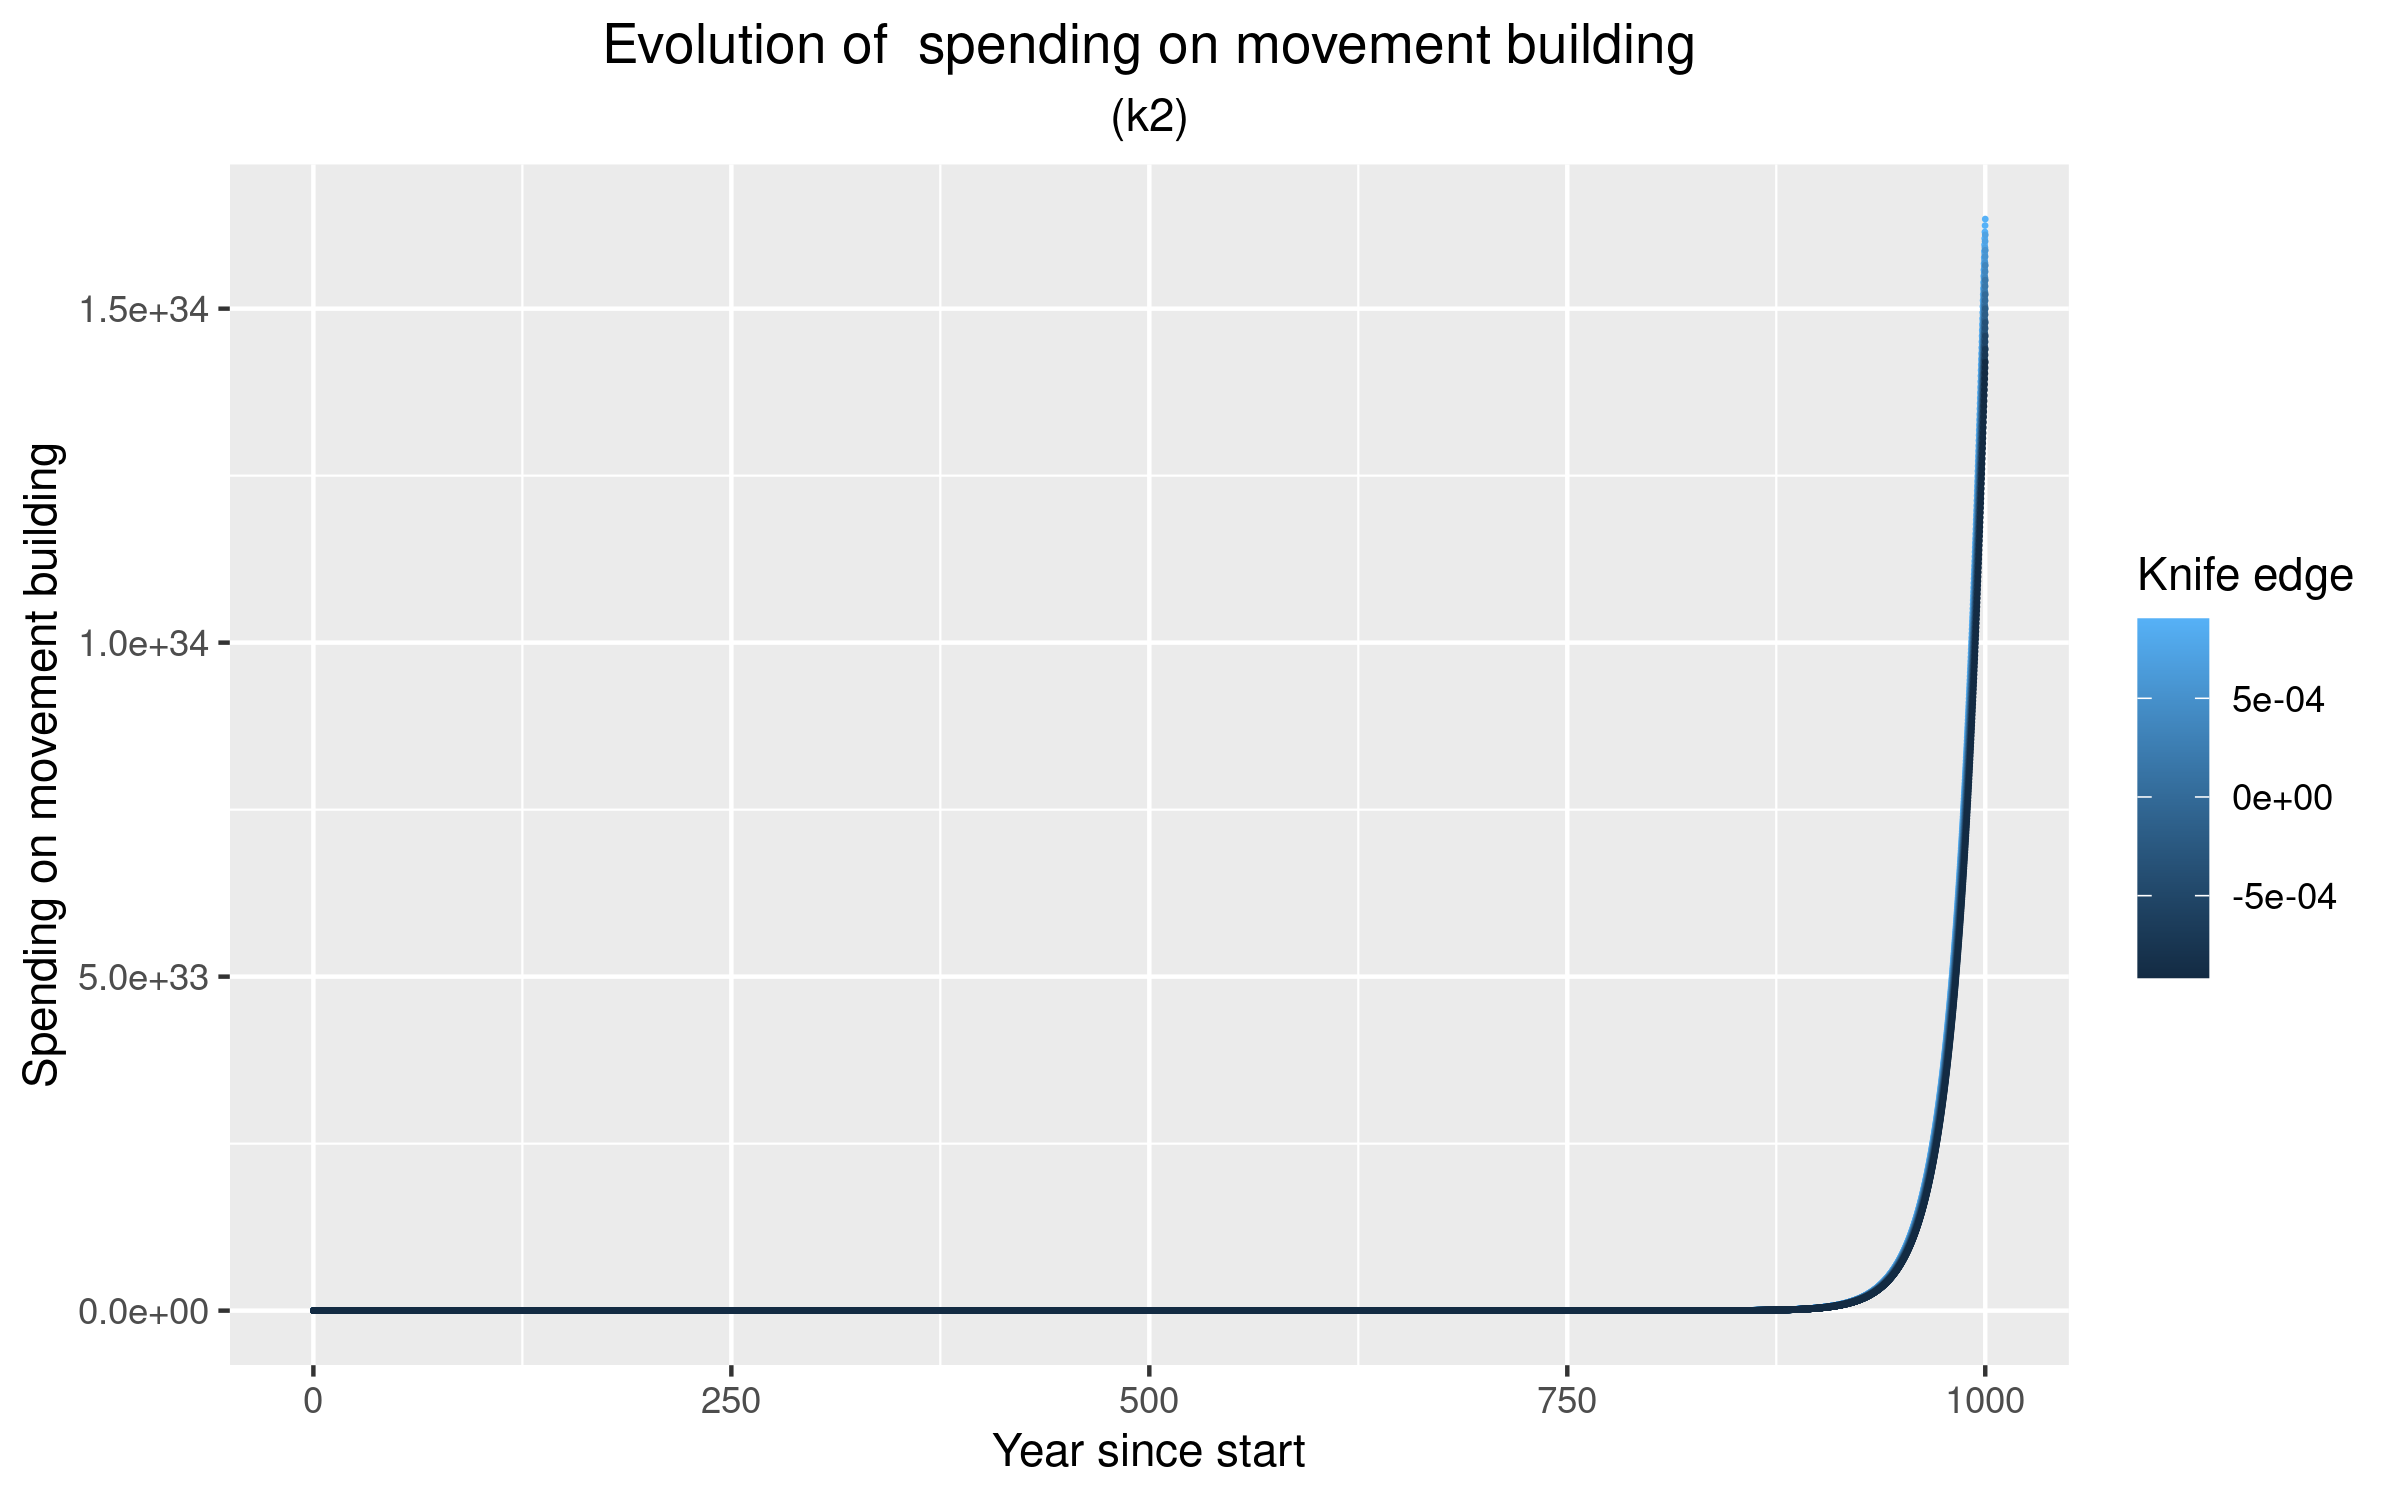 Evolution of  spending on movement building
(k2)
Spending on movement building
1.5e+34
1.0e+34
5.0e+33
0.0e+00
0
250
500
750
1000
Year since start
Knife edge
5e-04
0e+00
-5e-04